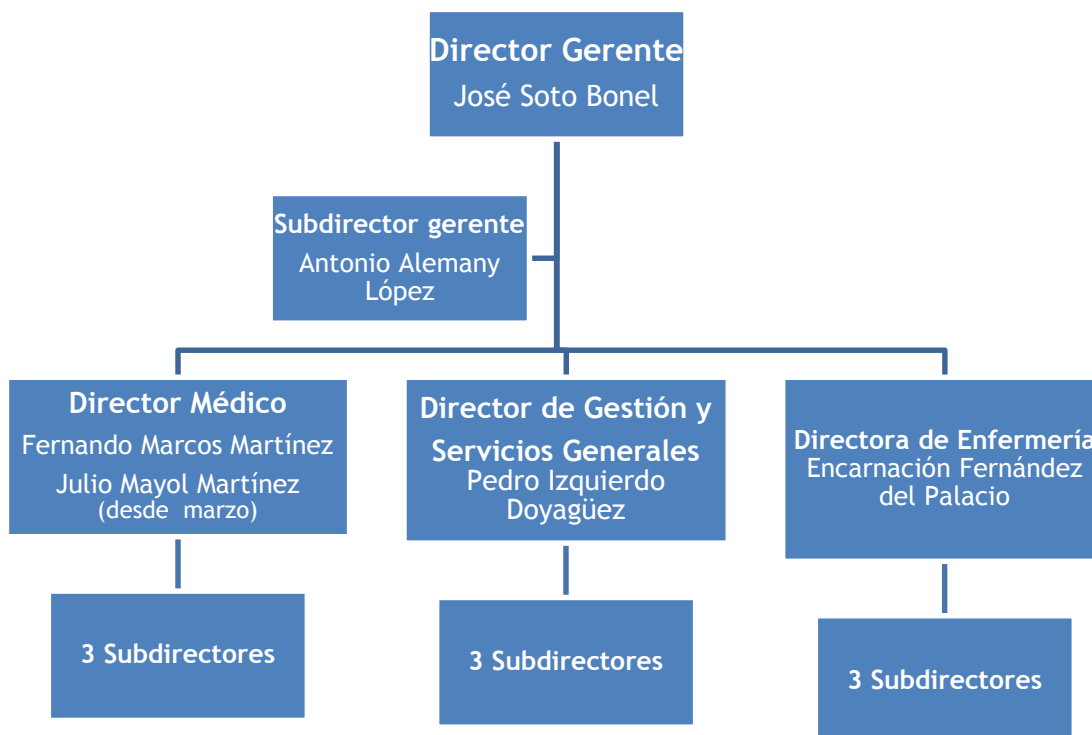 Director Gerente
José Soto Bonel
Subdirector gerente
Antonio Alemany
López
Director Médico
Fernando Marcos Martínez
Julio Mayol Martínez
(desde marzo)
Director de Gestión y
Servicios Generales
Pedro Izquierdo
Doyagüez
Directora de Enfermería
Encarnación Fernández
del Palacio
3 Subdirectores
3 Subdirectores
3 Subdirectores